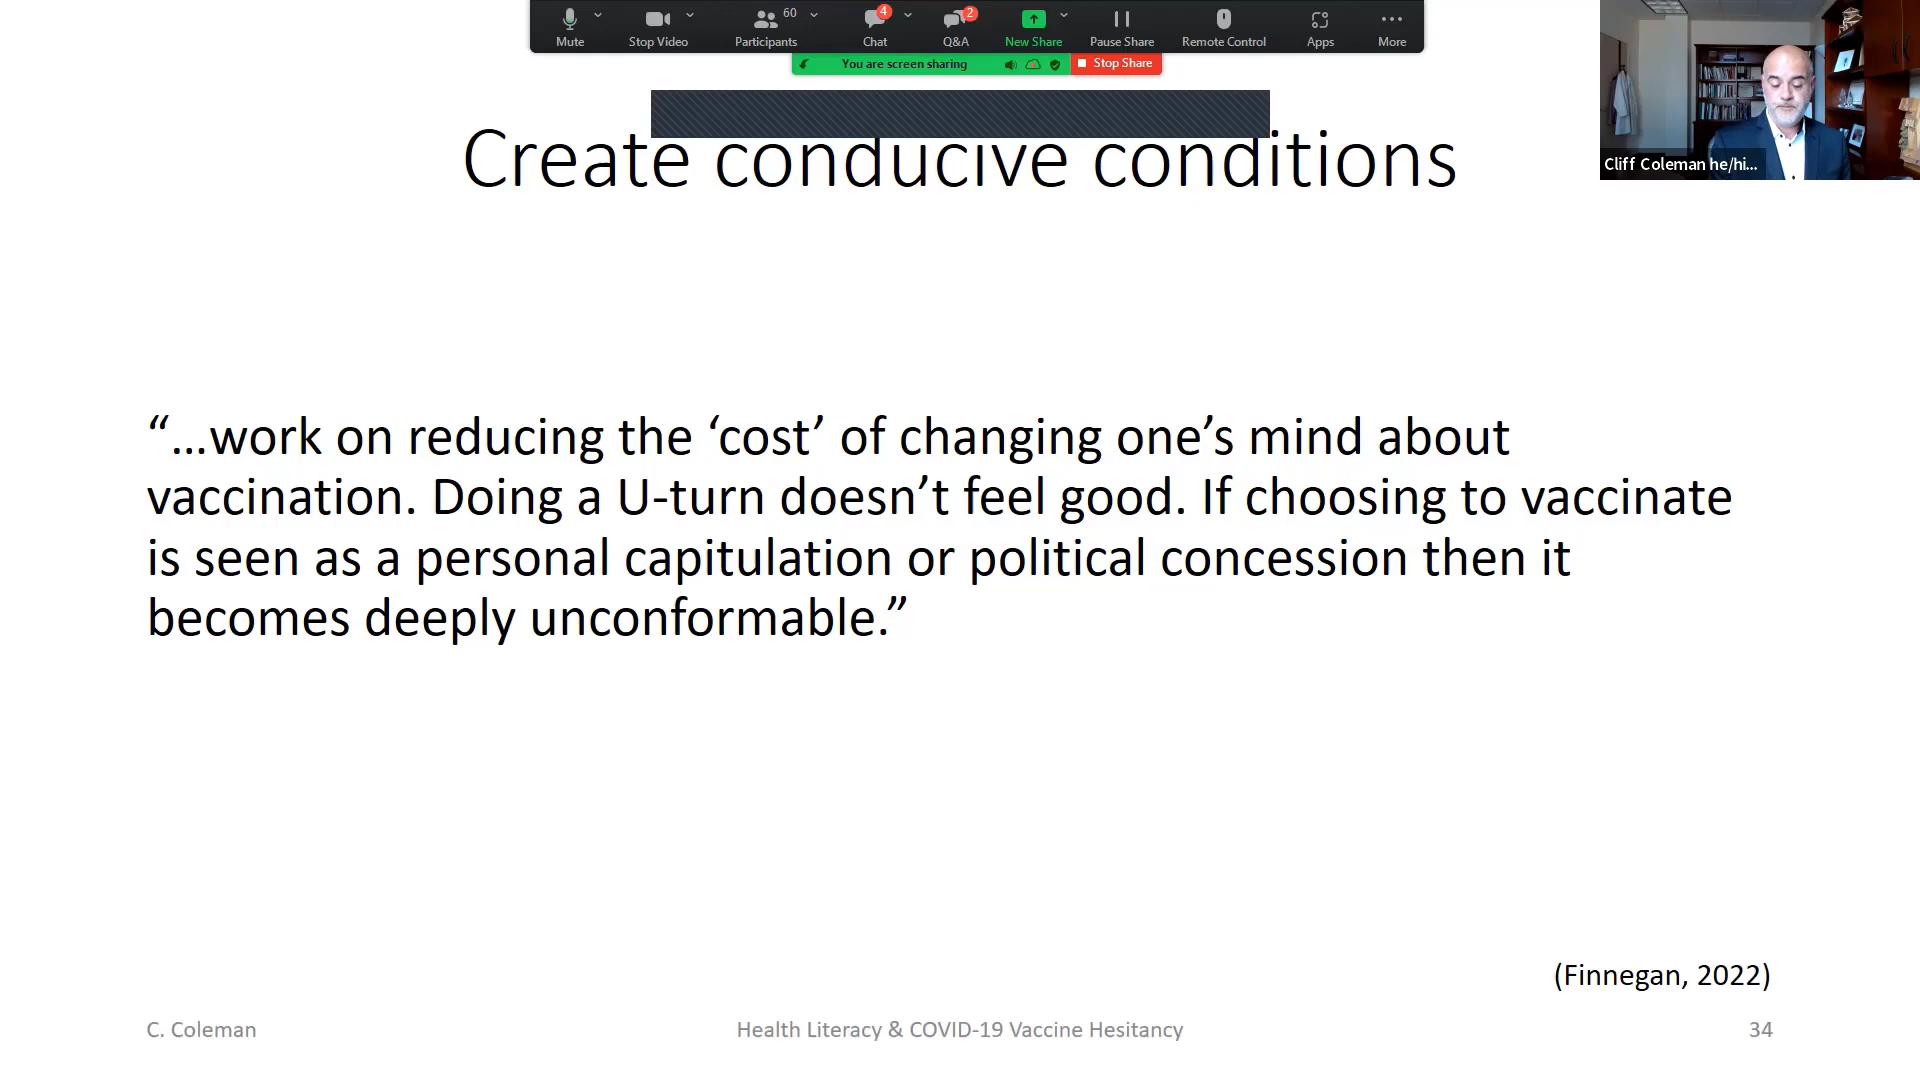 60
4
2
Mute
Stop Video
Participants
Chat
Q&A
New Share
Pause Share
Remote Control
Apps
More
You are screen sharing
Stop Share
Cliff Coleman he/hi...
Create conducive conditions
“...work on reducing the ‘cost’ of changing one’s mind about
vaccination. Doing a U-turn doesn’t feel good. If choosing to vaccinate
is seen as a personal capitulation or political concession then it
becomes deeply unconformable.”
(Finnegan, 2022)
C. Coleman
Health Literacy & COVID-19 Vaccine Hesitancy
34